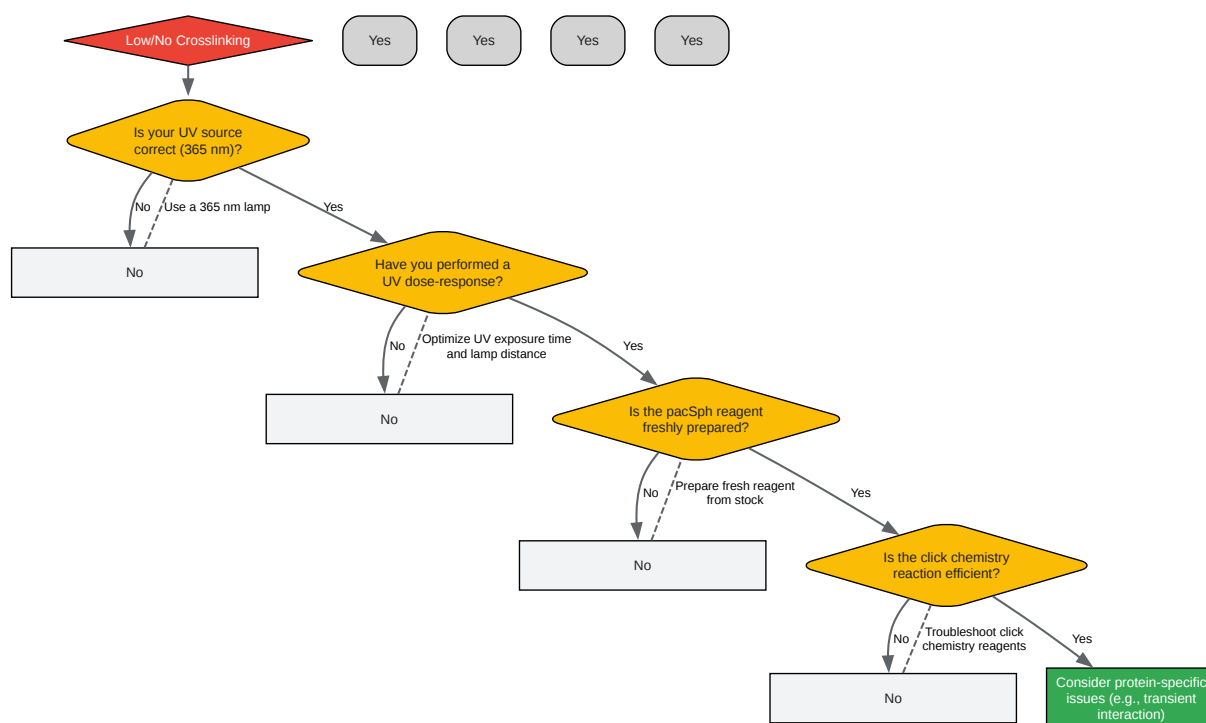 Low/No Crosslinking
Yes
Yes
Yes
Yes
Is your UV source
correct (365 nm)?
No
Use a 365 nm lamp
Yes
No
Have you performed a
UV dose-response?
No
Optimize UV exposure time
and lamp distance
Yes
No
Is the pacSph reagent
freshly prepared?
No
Prepare fresh reagent
from stock
Yes
No
Is the click chemistry
reaction efficient?
No
Troubleshoot click
chemistry reagents
Yes
No
Consider protein-specific
issues (e.g., transient
interaction)